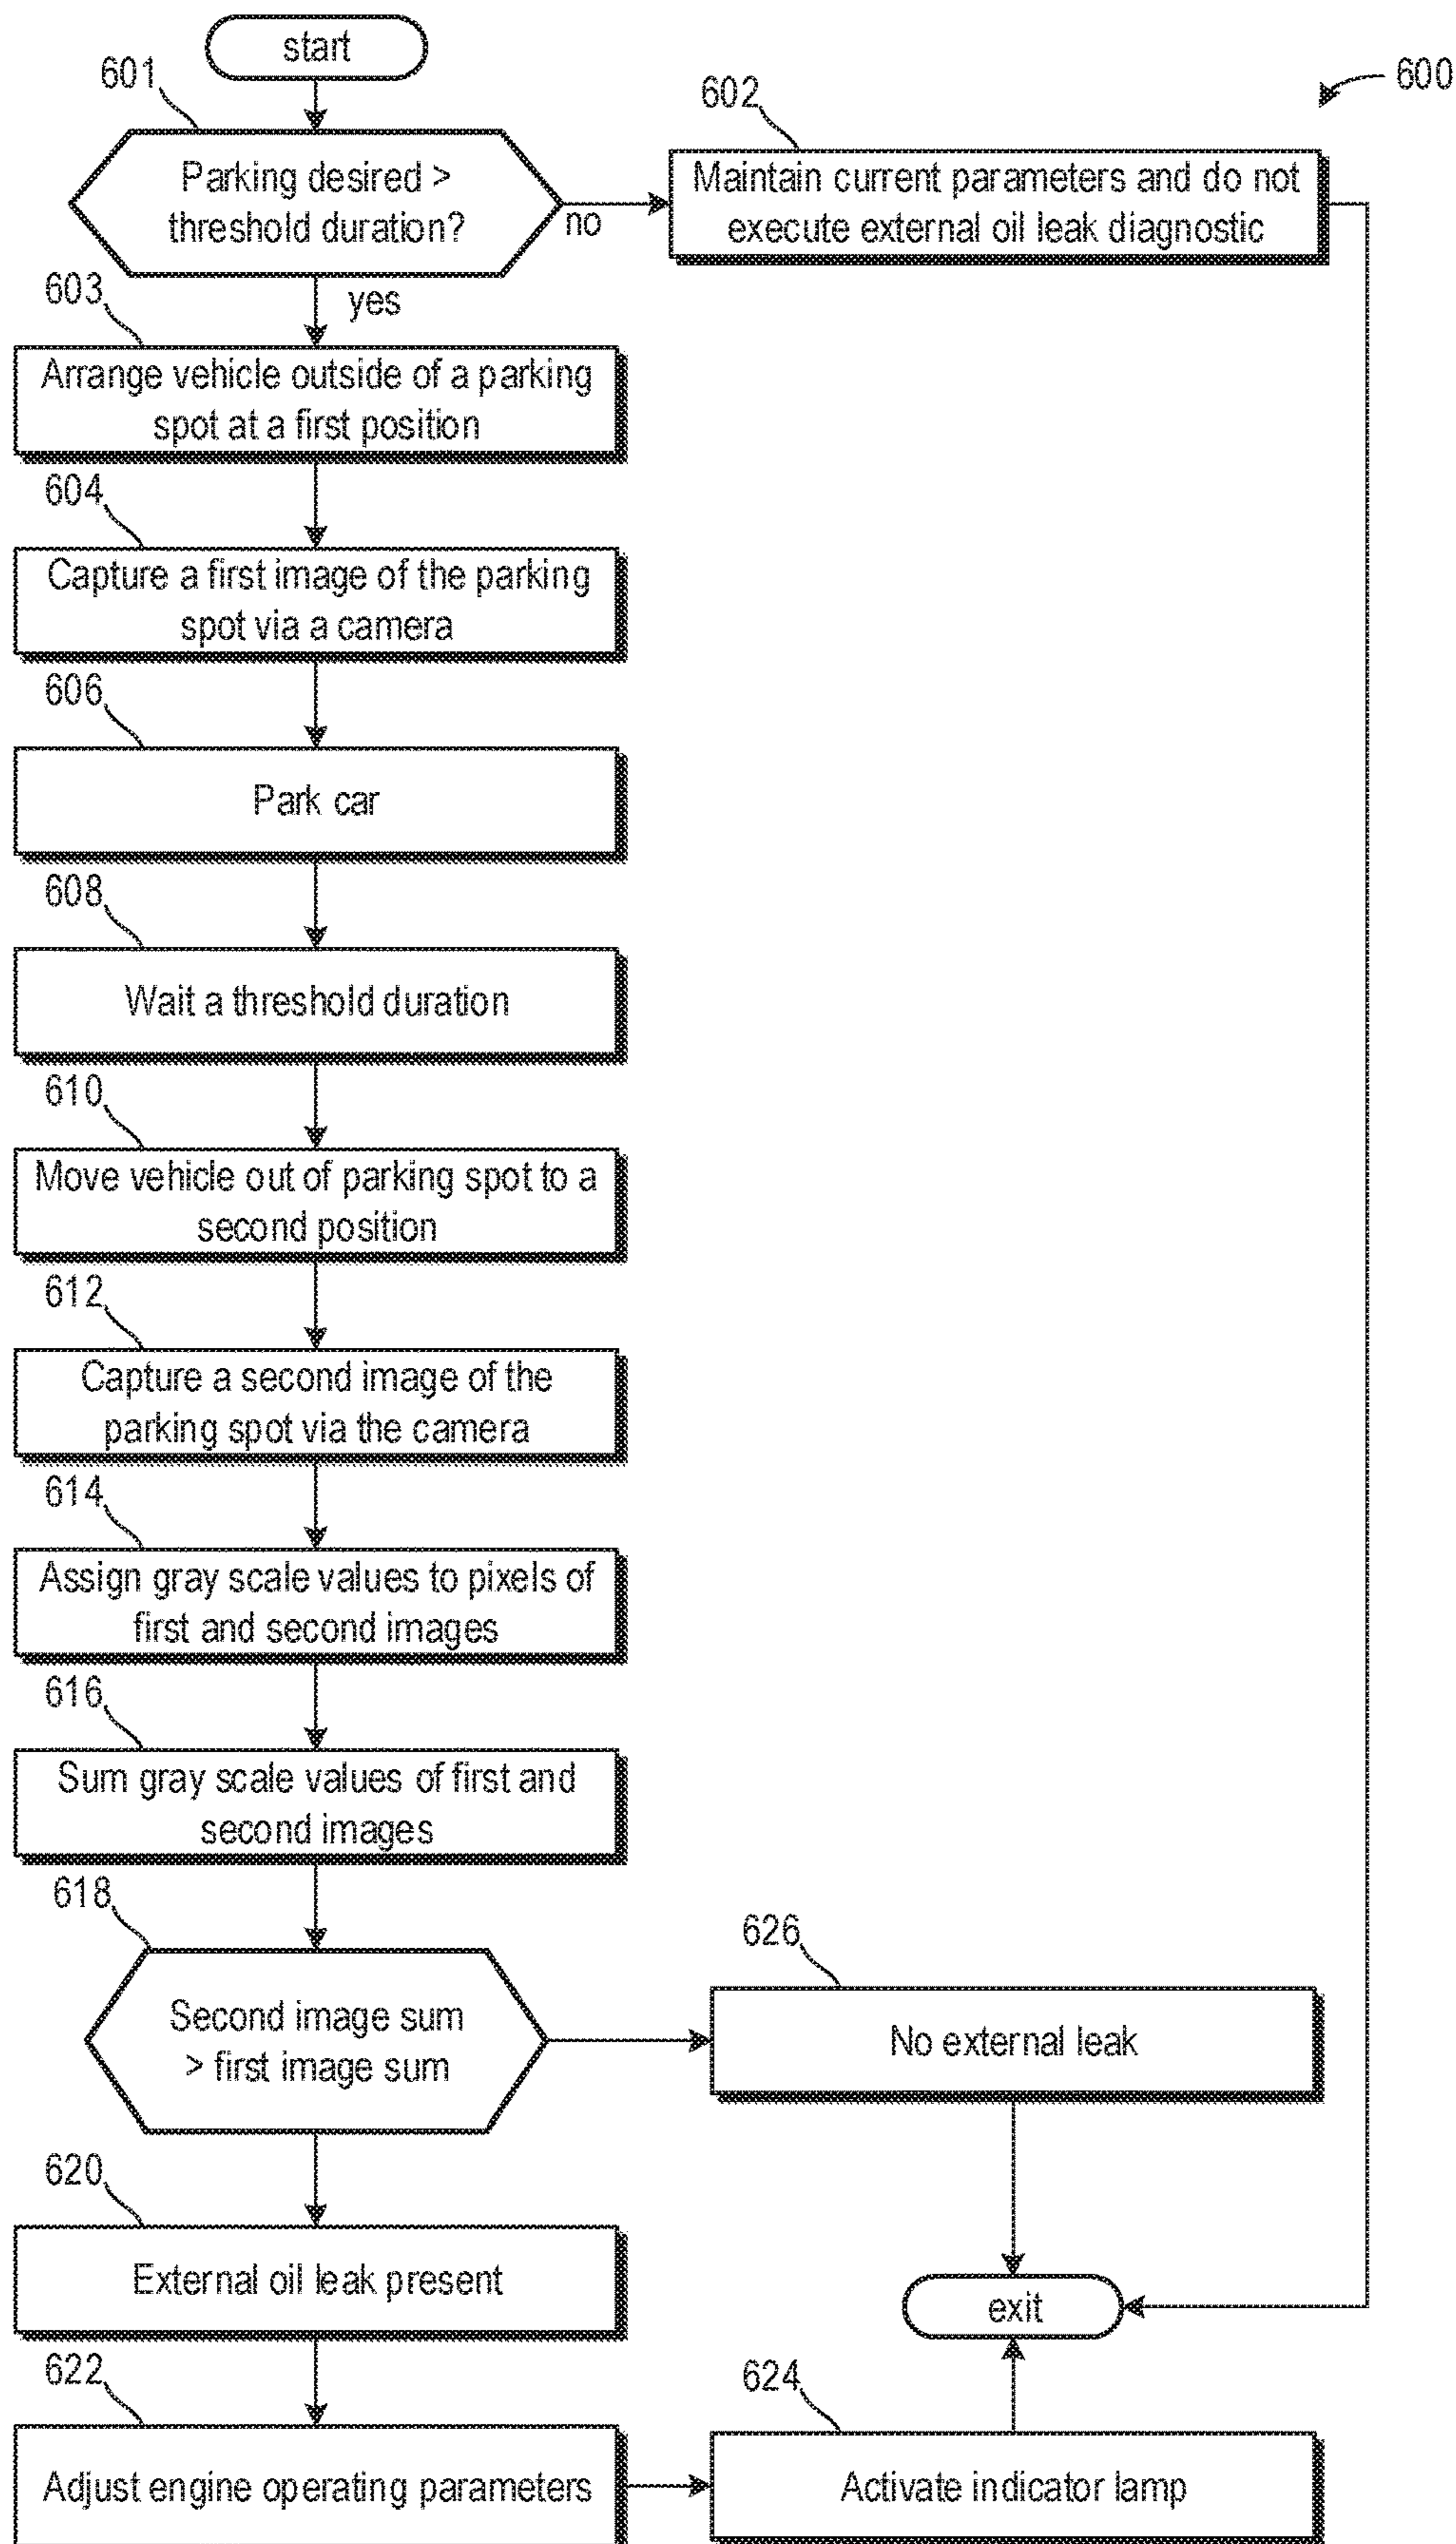 start
600
601
602
Parking desired >
threshold duration?
no
Maintain current parameters and do not
execute external oil leak diagnostic
yes
603
Arrange vehicle outside of a parking
spot at a first position
604
Capture a first image of the parking
spot via a camera
606
Park car
608
Wait a threshold duration
610
Move vehicle out of parking spot to a
second position
612
Capture a second image of the
parking spot via the camera
614
Assign gray scale values to pixels of
first and second images
616
Sum gray scale values of first and
second images
618
Second image sum
> first image sum
626
No external leak
620
External oil leak present
exit
622
Adjust engine operating parameters
624
Activate indicator lamp